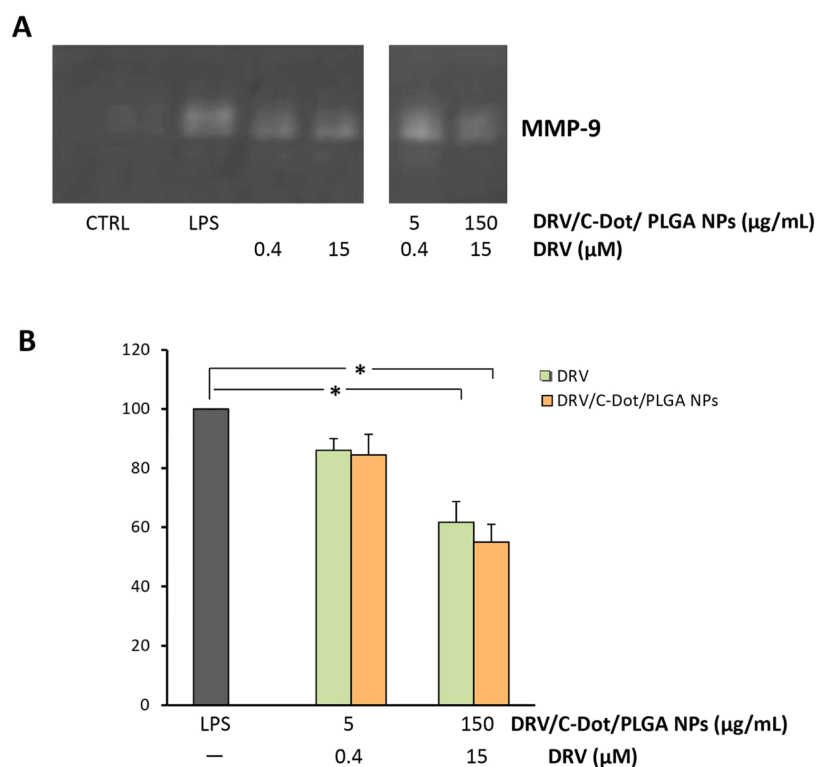 A
MMP-9
CTRL LPS 5 150 DRV/C-Dot/ PLGA NPs (µg/mL)
0.4 15 0.4 15 DRV (µM)
B
120
100
80
60
40
20
0
*
*
DRV
DRV/C-Dot/PLGA NPs
LPS 5 150 DRV/C-Dot/PLGA NPs (µg/mL)
— 0.4 15 DRV (µM)